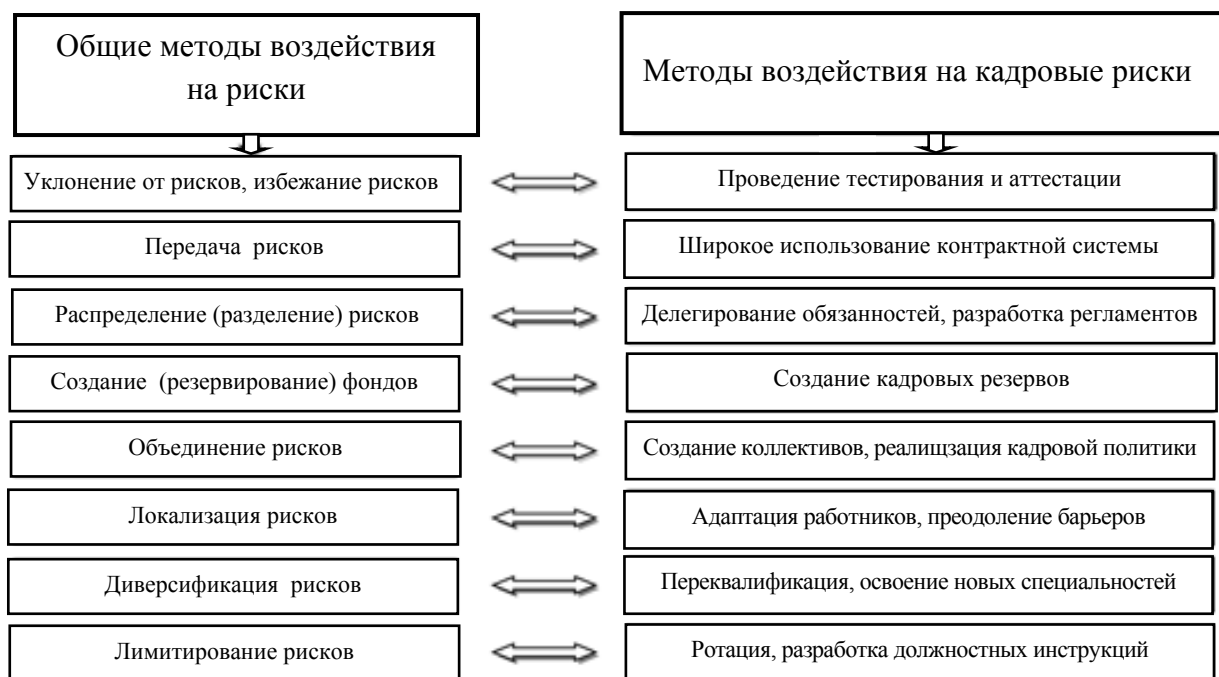 Общие методы воздействия
на риски
Методы воздействия на кадровые риски
Уклонение от рисков, избежание рисков
Проведение тестирования и аттестации
Передача рисков
Широкое использование контрактной системы
Распределение (разделение) рисков
Делегирование обязанностей, разработка регламентов
Создание (резервирование) фондов
Создание кадровых резервов
Объединение рисков
Создание коллективов, реалищзация кадровой политики
Локализация рисков
Адаптация работников, преодоление барьеров
Диверсификация рисков
Переквалификация, освоение новых специальностей
Лимитирование рисков
Ротация, разработка должностных инструкций